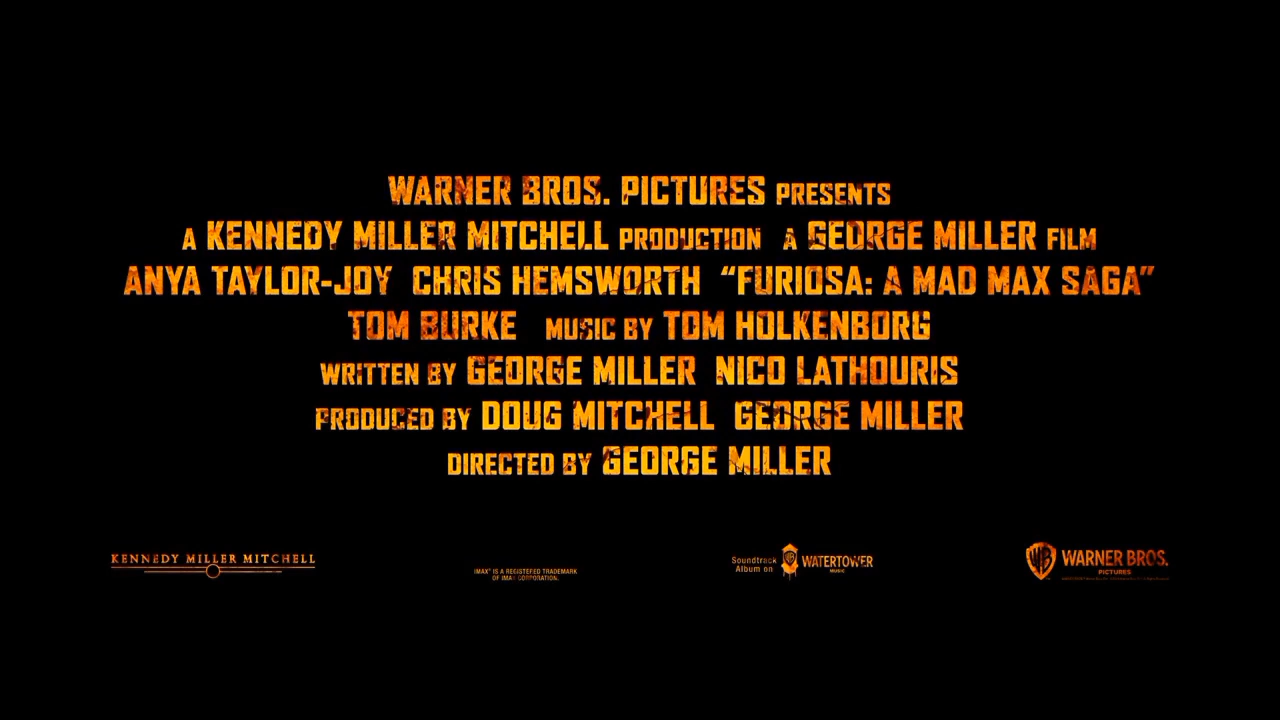 WARNER BROS. PICTURES PRESENTS
A KENNEDY MILLER MITCHELL PRODUCTION A GEORGE MILLER FILM
ANYA TAYLOR-JOY CHRIS HEMSWORTH “FURIOSA: A MAD MAX SAGA”
TOM BURKE MUSIC BY TOM HOLKENBORG
WRITTEN BY GEORGE MILLER NICO LATHOURIS
PRODUCED BY DOUG MITCHELL GEORGE MILLER
DIRECTED BY GEORGE MILLER
KENNEDY MILLER MITCHELL
IMAX® IS A REGISTERED TRADEMARK
OF IMAX CORPORATION.
Soundtrack
Album on
WB
WATERTOWER
MUSIC
WB
WARNER BROS.
PICTURES